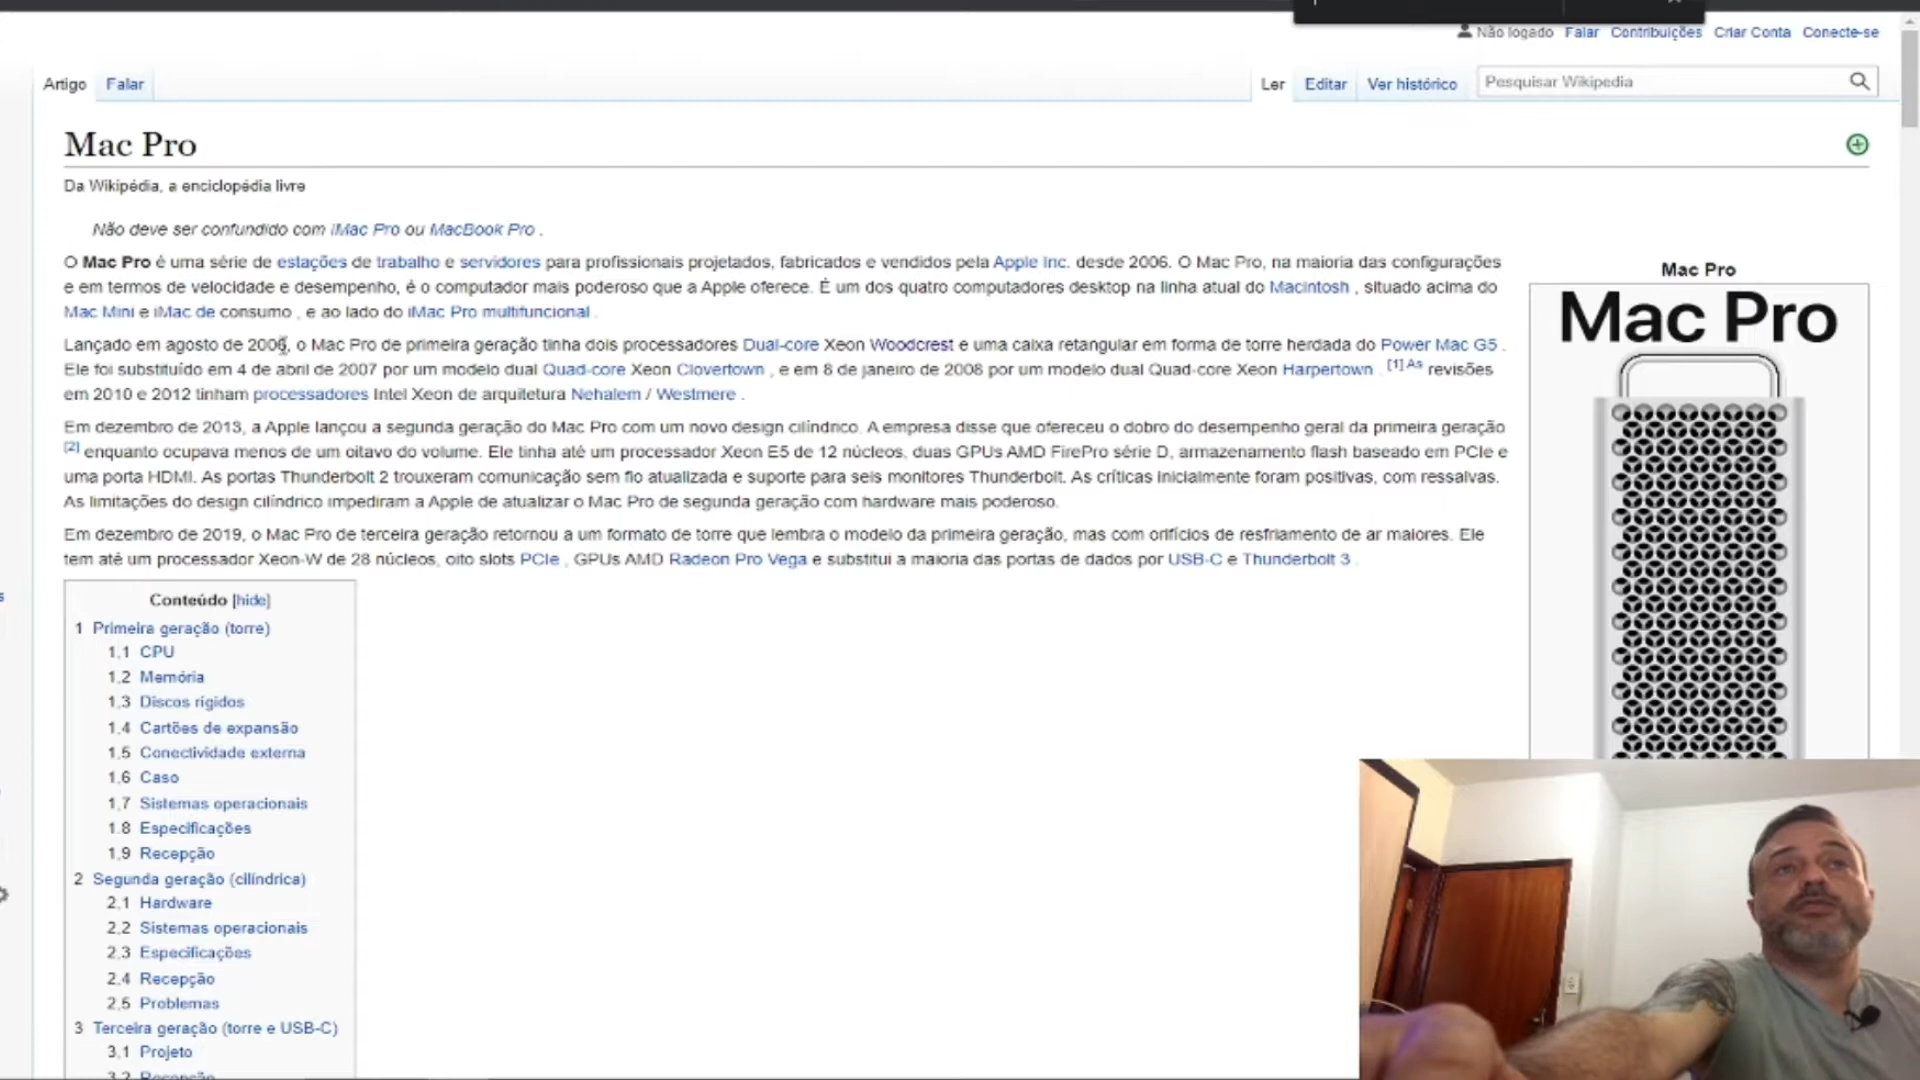 Não logado Falar Contribuições Criar Conta Conecte-se
Artigo Falar
Ler Editar Ver histórico Pesquisar Wikipedia
Mac Pro
Da Wikipédia, a enciclopédia livre
Não deve ser confundido com iMac Pro ou MacBook Pro .
O Mac Pro é uma série de estações de trabalho e servidores para profissionais projetados, fabricados e vendidos pela Apple Inc. desde 2006. O Mac Pro, na maioria das configurações
e em termos de velocidade e desempenho, é o computador mais poderoso que a Apple oferece. É um dos quatro computadores desktop na linha atual do Macintosh , situado acima do
Mac Mini e iMac de consumo , e ao lado do iMac Pro multifuncional .
Lançado em agosto de 2006, o Mac Pro de primeira geração tinha dois processadores Dual-core Xeon Woodcrest e uma caixa retangular em forma de torre herdada do Power Mac G5 .
Ele foi substituído em 4 de abril de 2007 por um modelo dual Quad-core Xeon Clovertown , e em 8 de janeiro de 2008 por um modelo dual Quad-core Xeon Harpertown . [1] As revisões
em 2010 e 2012 tinham processadores Intel Xeon de arquitetura Nehalem / Westmere .
Em dezembro de 2013, a Apple lançou a segunda geração do Mac Pro com um novo design cilíndrico. A empresa disse que ofereceu o dobro do desempenho geral da primeira geração
[2] enquanto ocupava menos de um oitavo do volume. Ele tinha até um processador Xeon E5 de 12 núcleos, duas GPUs AMD FirePro série D, armazenamento flash baseado em PCIe e
uma porta HDMI. As portas Thunderbolt 2 trouxeram comunicação sem fio atualizada e suporte para seis monitores Thunderbolt. As críticas inicialmente foram positivas, com ressalvas.
As limitações do design cilíndrico impediram a Apple de atualizar o Mac Pro de segunda geração com hardware mais poderoso.
Em dezembro de 2019, o Mac Pro de terceira geração retornou a um formato de torre que lembra o modelo da primeira geração, mas com orifícios de resfriamento de ar maiores. Ele
tem até um processador Xeon-W de 28 núcleos, oito slots PCIe , GPUs AMD Radeon Pro Vega e substitui a maioria das portas de dados por USB-C e Thunderbolt 3 .
Mac Pro
Mac Pro
Conteúdo [hide]
1 Primeira geração (torre)
1.1 CPU
1.2 Memória
1.3 Discos rígidos
1.4 Cartões de expansão
1.5 Conectividade externa
1.6 Caso
1.7 Sistemas operacionais
1.8 Especificações
1.9 Recepção
2 Segunda geração (cilíndrica)
2.1 Hardware
2.2 Sistemas operacionais
2.3 Especificações
2.4 Recepção
2.5 Problemas
3 Terceira geração (torre e USB-C)
3.1 Projeto
3.2 Recepção